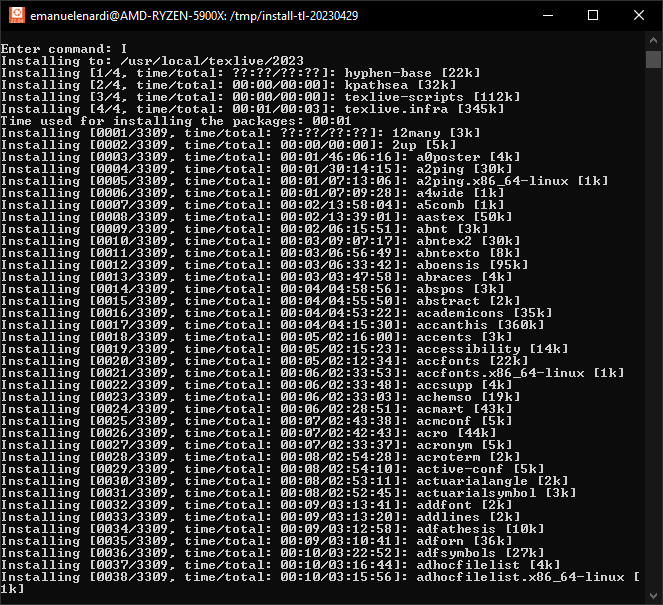 emanuelenardi@AMD-RYZEN-5900X: /tmp/install-tl-20230429
Enter command: I
Installing to: /usr/local/texlive/2023
Installing [1/4, time/total: ??:??/??:??]: hyphen-base [22k]
Installing [2/4, time/total: 00:00/00:00]: kpathsea [32k]
Installing [3/4, time/total: 00:00/00:00]: texlive-scripts [112k]
Installing [4/4, time/total: 00:01/00:03]: texlive.infra [345k]
Time used for installing the packages: 00:01
Installing [0001/3309, time/total: ??:??/??:??]: 12many [3k]
Installing [0002/3309, time/total: 00:00/00:00]: 2up [5k]
Installing [0003/3309, time/total: 00:01/46:06:16]: a0poster [4k]
Installing [0004/3309, time/total: 00:01/30:14:15]: a2ping [30k]
Installing [0005/3309, time/total: 00:01/07:13:06]: a2ping.x86_64-linux [1k]
Installing [0006/3309, time/total: 00:01/07:09:28]: a4wide [1k]
Installing [0007/3309, time/total: 00:02/13:58:04]: a5comb [1k]
Installing [0008/3309, time/total: 00:02/13:39:01]: aastex [50k]
Installing [0009/3309, time/total: 00:02/06:15:51]: abnt [3k]
Installing [0010/3309, time/total: 00:03/09:07:17]: abntex2 [30k]
Installing [0011/3309, time/total: 00:03/06:56:49]: abntexto [8k]
Installing [0012/3309, time/total: 00:03/06:33:42]: aboensis [95k]
Installing [0013/3309, time/total: 00:03/03:47:58]: abraces [4k]
Installing [0014/3309, time/total: 00:04/04:58:56]: abspos [3k]
Installing [0015/3309, time/total: 00:04/04:55:50]: abstract [2k]
Installing [0016/3309, time/total: 00:04/04:53:22]: academicons [35k]
Installing [0017/3309, time/total: 00:04/04:15:30]: accanthis [360k]
Installing [0018/3309, time/total: 00:05/02:16:00]: accents [3k]
Installing [0019/3309, time/total: 00:05/02:15:23]: accessibility [14k]
Installing [0020/3309, time/total: 00:05/02:12:34]: accfonts [22k]
Installing [0021/3309, time/total: 00:06/02:33:53]: accfonts.x86_64-linux [1k]
Installing [0022/3309, time/total: 00:06/02:33:48]: accsupp [4k]
Installing [0023/3309, time/total: 00:06/02:33:03]: achemso [19k]
Installing [0024/3309, time/total: 00:06/02:28:51]: acmart [43k]
Installing [0025/3309, time/total: 00:07/02:43:38]: acmconf [5k]
Installing [0026/3309, time/total: 00:07/02:42:43]: acro [44k]
Installing [0027/3309, time/total: 00:07/02:33:37]: acronym [5k]
Installing [0028/3309, time/total: 00:08/02:54:28]: acroterm [2k]
Installing [0029/3309, time/total: 00:08/02:54:10]: active-conf [5k]
Installing [0030/3309, time/total: 00:08/02:53:11]: actuarialangle [2k]
Installing [0031/3309, time/total: 00:08/02:52:45]: actuarialsymbol [3k]
Installing [0032/3309, time/total: 00:09/03:13:41]: addfont [2k]
Installing [0033/3309, time/total: 00:09/03:13:20]: addlines [2k]
Installing [0034/3309, time/total: 00:09/03:12:58]: adfathesis [10k]
Installing [0035/3309, time/total: 00:09/03:10:41]: adforn [36k]
Installing [0036/3309, time/total: 00:10/03:22:52]: adfsymbols [27k]
Installing [0037/3309, time/total: 00:10/03:16:44]: adhocfilelist [4k]
Installing [0038/3309, time/total: 00:10/03:15:56]: adhocfilelist.x86_64-linux [
1k]